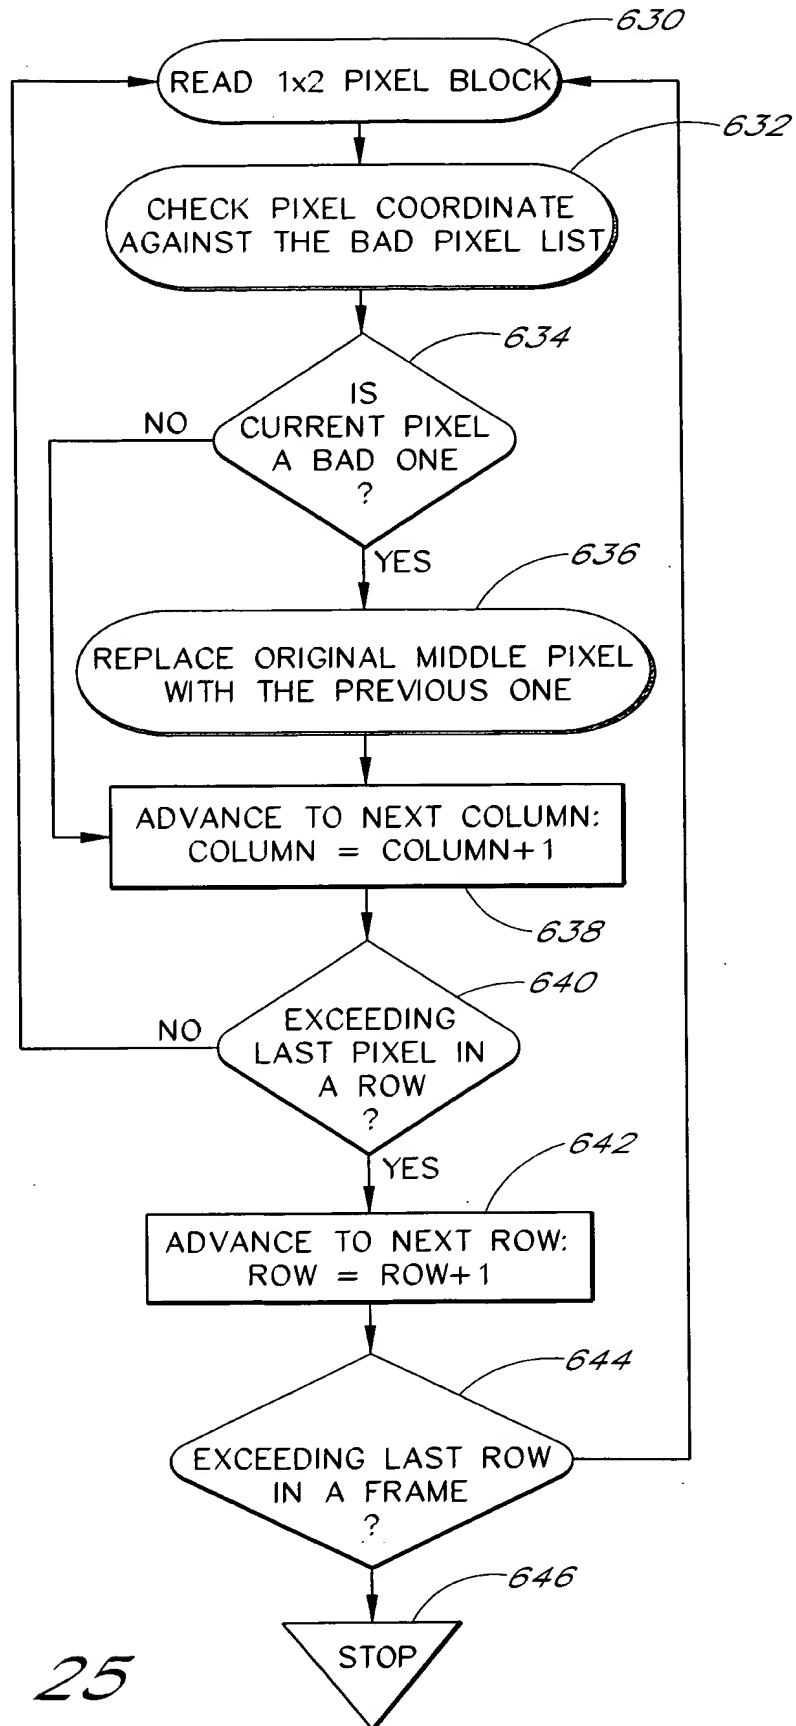 630
READ 1x2 PIXEL BLOCK
632
CHECK PIXEL COORDINATE
AGAINST THE BAD PIXEL LIST
634
IS
CURRENT PIXEL
A BAD ONE
?
NO
YES
636
REPLACE ORIGINAL MIDDLE PIXEL
WITH THE PREVIOUS ONE
ADVANCE TO NEXT COLUMN:
COLUMN = COLUMN+1
638
640
EXCEEDING
LAST PIXEL IN
A ROW
?
NO
YES
642
ADVANCE TO NEXT ROW:
ROW = ROW+1
644
EXCEEDING LAST ROW
IN A FRAME
?
646
STOP
25